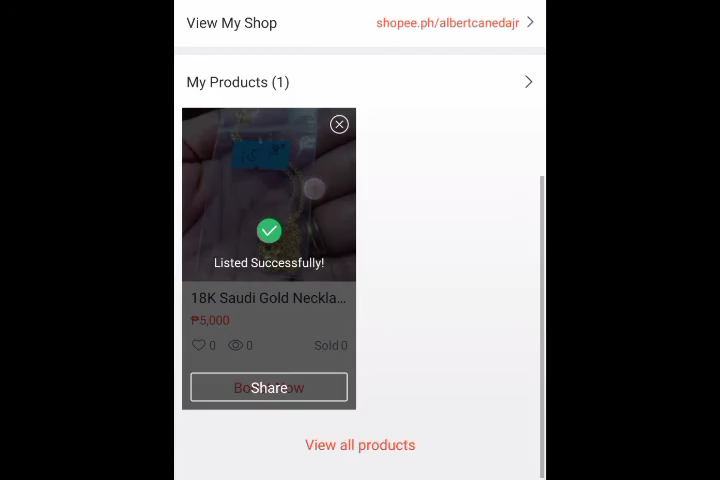 View My Shop
shopee.ph/albertcanedajr
My Products (1)
Listed Successfully!
18K Saudi Gold Neckla...
₱5,000
0
0
Sold 0
Share
View all products